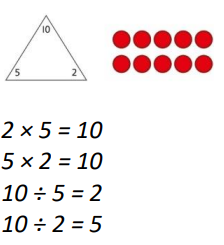 10
5 2
2 × 5 = 10
5 × 2 = 10
10 ÷ 5 = 2
10 ÷ 2 = 5